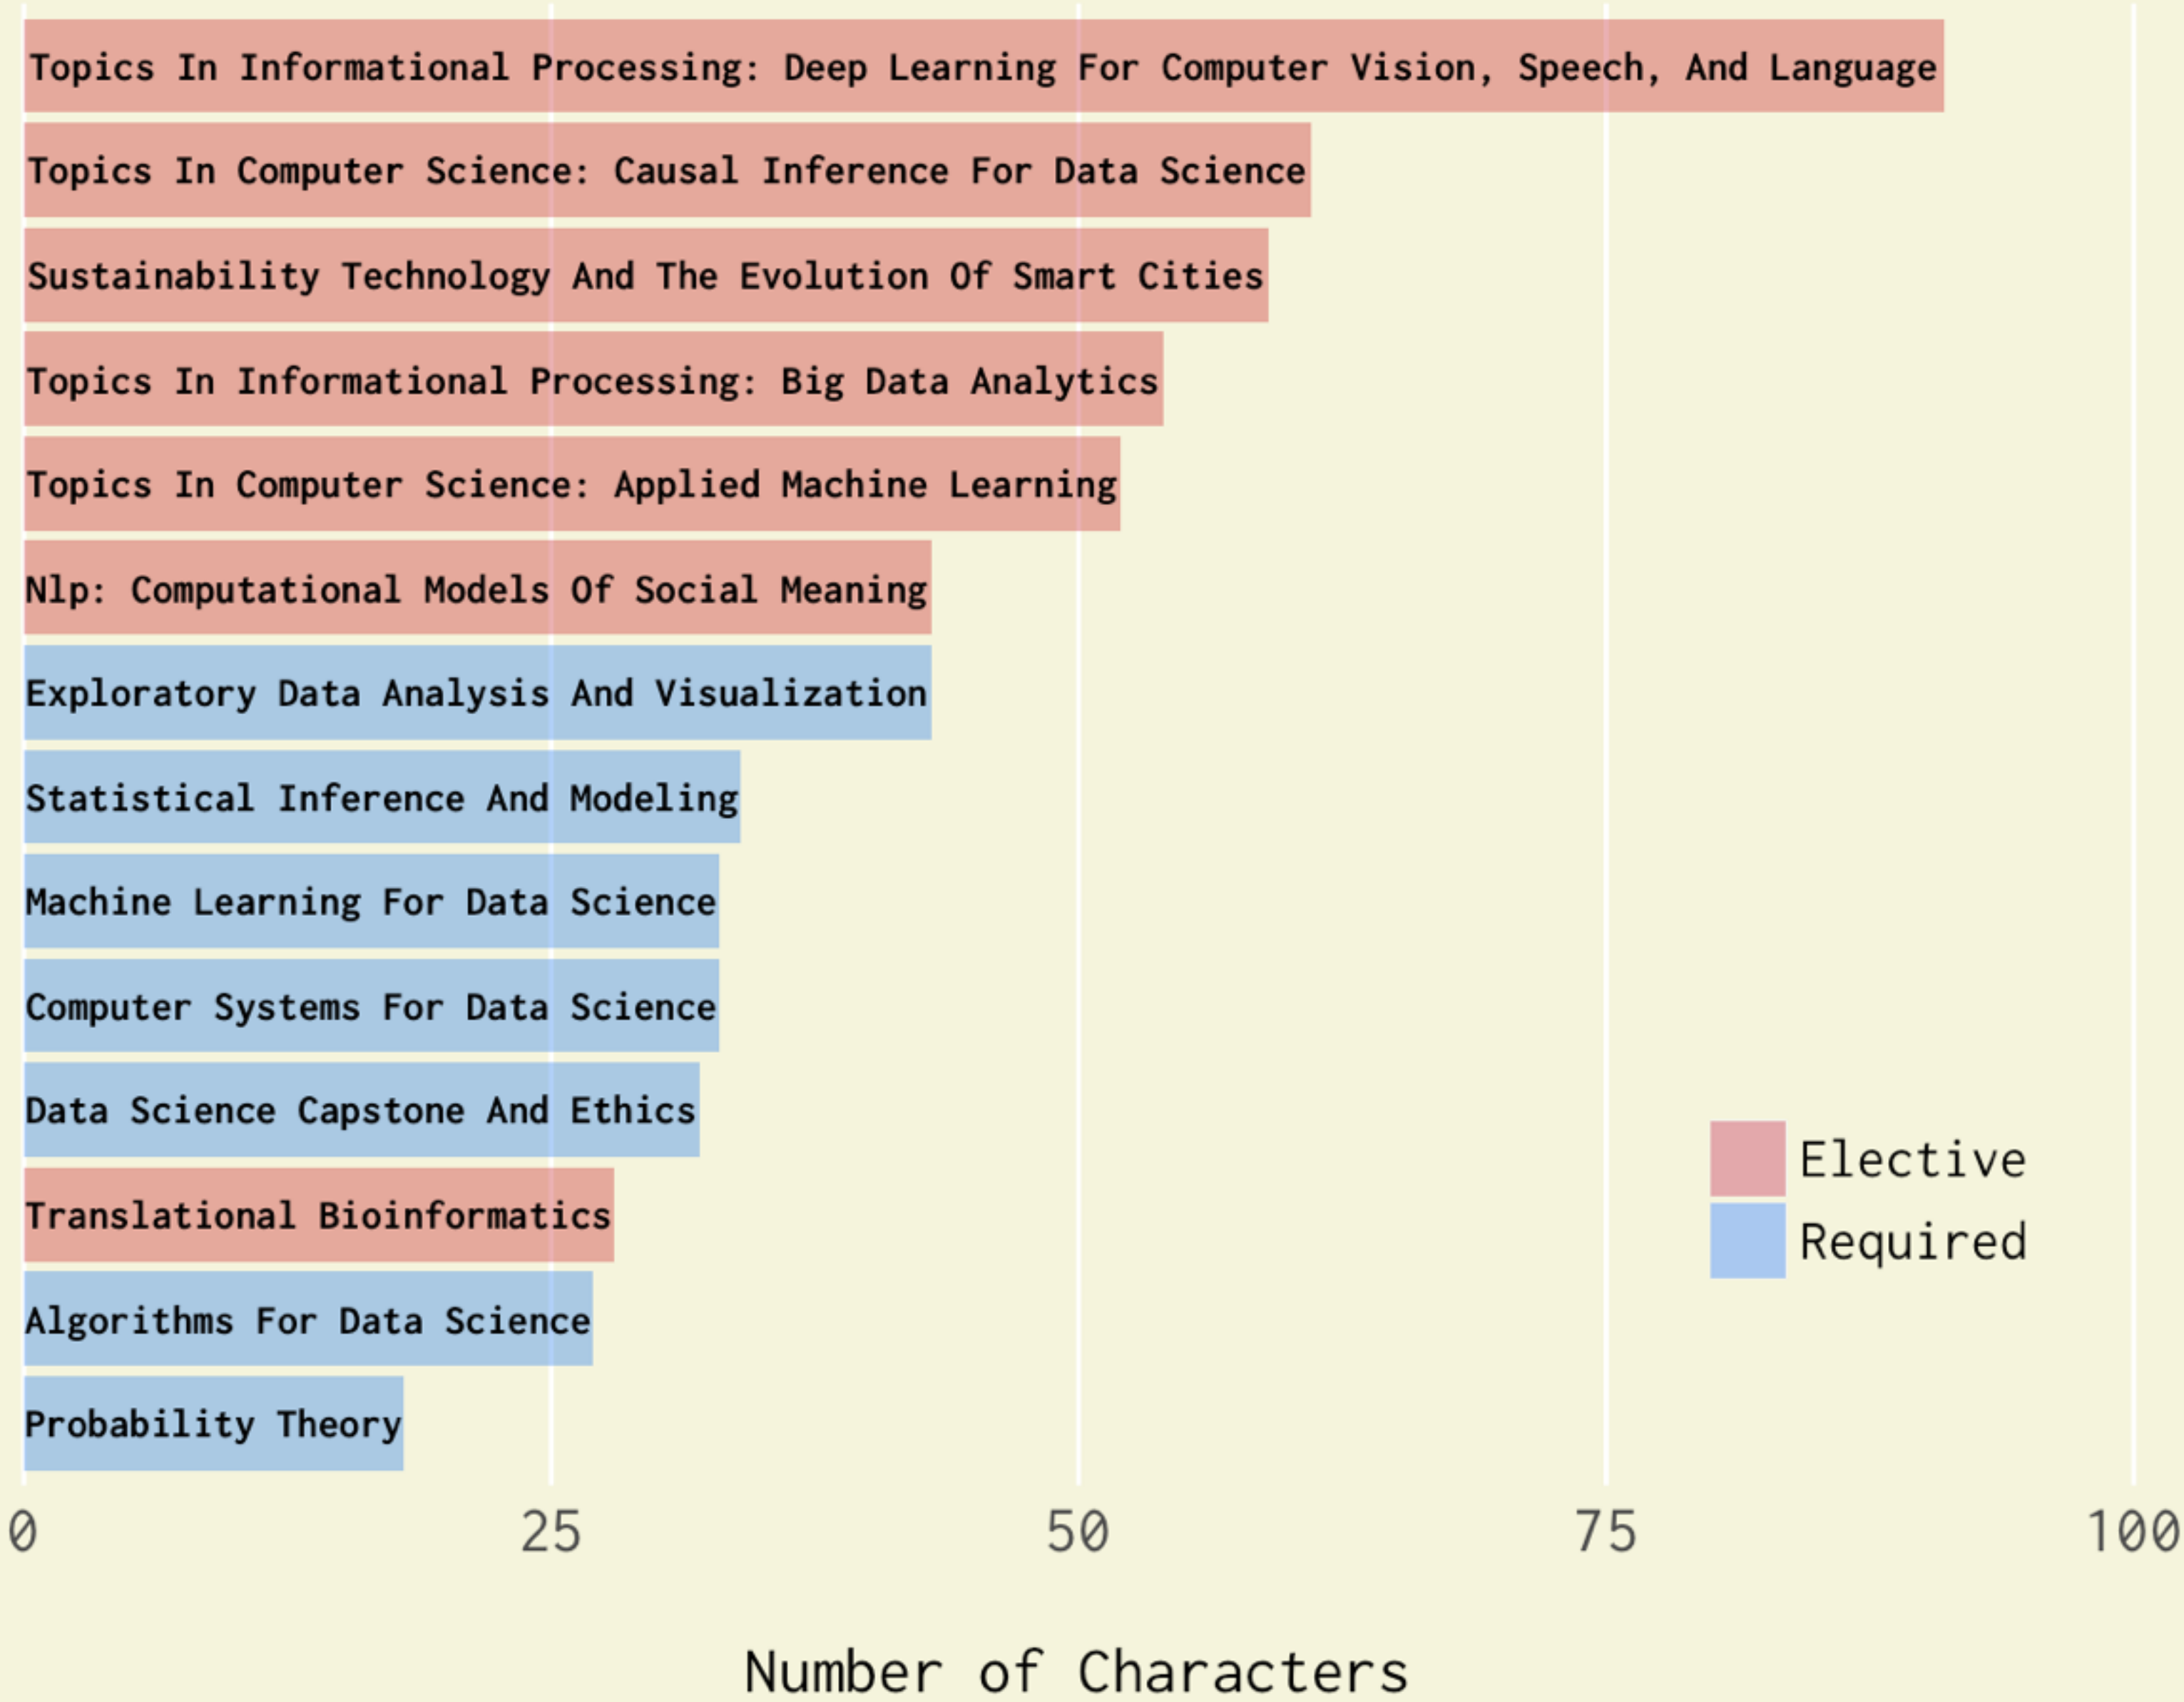 Topics In Informational Processing: Deep Learning For Computer Vision, Speech, And Language
Topics In Computer Science: Causal Inference For Data Science
Sustainability Technology And The Evolution Of Smart Cities
Topics In Informational Processing: Big Data Analytics
Topics In Computer Science: Applied Machine Learning
Nlp: Computational Models Of Social Meaning
Exploratory Data Analysis And Visualization
Statistical Inference And Modeling
Machine Learning For Data Science
Computer Systems For Data Science
Data Science Capstone And Ethics
Translational Bioinformatics
Algorithms For Data Science
Probability Theory
Elective
Required
0 25 50 75 100
Number of Characters